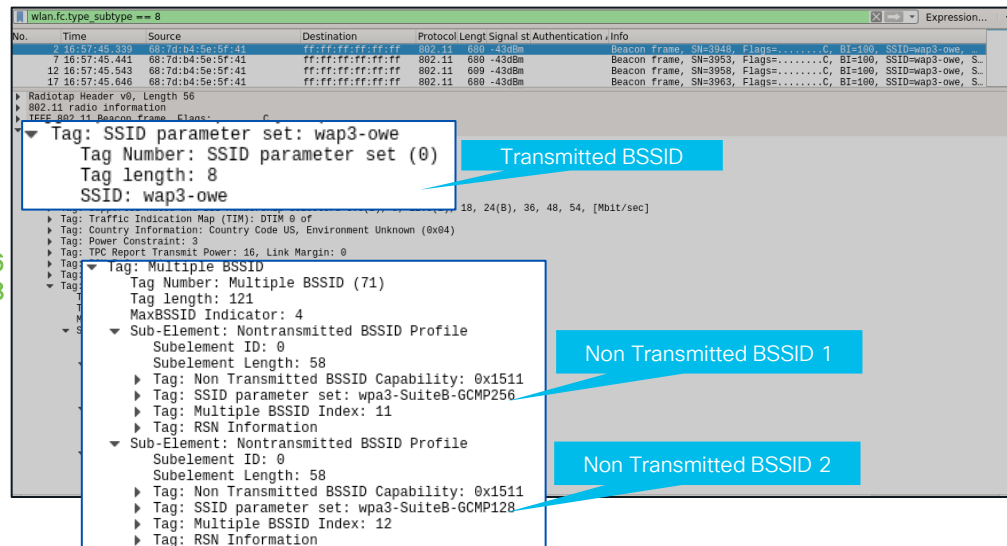 wlan.fc.type_subtype == 8
Expression...
No. Time Source Destination Protocol Lengt Signal st Authentication / Info
2 16:57:45.339 68:7d:b4:5e:5f:41 ff:ff:ff:ff:ff:ff 802.11 680 -43dBm Beacon frame, SN=3948, Flags=........C, BI=100, SSID=wap3-owe, …
7 16:57:45.441 68:7d:b4:5e:5f:41 ff:ff:ff:ff:ff:ff 802.11 680 -43dBm Beacon frame, SN=3953, Flags=........C, BI=100, SSID=wap3-owe, S…
12 16:57:45.543 68:7d:b4:5e:5f:41 ff:ff:ff:ff:ff:ff 802.11 609 -43dBm Beacon frame, SN=3958, Flags=........C, BI=100, SSID=wap3-owe, S…
17 16:57:45.646 68:7d:b4:5e:5f:41 ff:ff:ff:ff:ff:ff 802.11 680 -43dBm Beacon frame, SN=3963, Flags=........C, BI=100, SSID=wap3-owe, S…
Radiotap Header v0, Length 56
802.11 radio information
IEEE 802.11 Beacon frame, Flags: ........C
Tag: SSID parameter set: wap3-owe
Tag Number: SSID parameter set (0)
Tag length: 8
SSID: wap3-owe
Transmitted BSSID
18, 24(B), 36, 48, 54, [Mbit/sec]
Tag: Traffic Indication Map (TIM): DTIM 0 of
Tag: Country Information: Country Code US, Environment Unknown (0x04)
Tag: Power Constraint: 3
Tag: TPC Report Transmit Power: 16, Link Margin: 0
Tag:
Tag:
Tag:
Tag: Multiple BSSID
Tag Number: Multiple BSSID (71)
Tag length: 121
MaxBSSID Indicator: 4
Sub-Element: Nontransmitted BSSID Profile
Subelement ID: 0
Subelement Length: 58
Tag: Non Transmitted BSSID Capability: 0x1511
Tag: SSID parameter set: wpa3-SuiteB-GCMP256
Tag: Multiple BSSID Index: 11
Tag: RSN Information
Non Transmitted BSSID 1
Sub-Element: Nontransmitted BSSID Profile
Subelement ID: 0
Subelement Length: 58
Tag: Non Transmitted BSSID Capability: 0x1511
Tag: SSID parameter set: wpa3-SuiteB-GCMP128
Tag: Multiple BSSID Index: 12
Tag: RSN Information
Non Transmitted BSSID 2